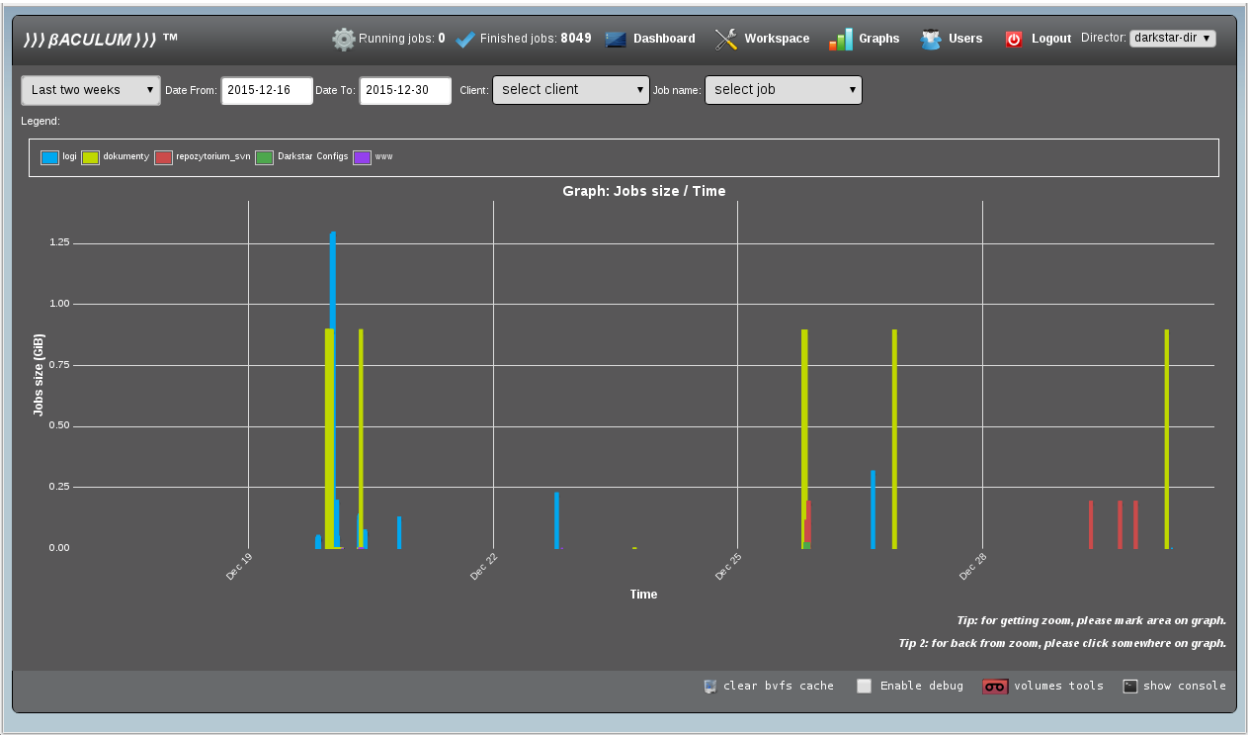 ))) βACULUM ))) ™ Running jobs: 0 Finished jobs: 8049 Dashboard Workspace Graphs Users Logout Director: darkstar-dir
Last two weeks Date From: 2015-12-16 Date To: 2015-12-30 Client: select client Job name: select job
Legend:
logi dokumenty repozytorium_svn Darkstar Configs www
Graph: Jobs size / Time
1.25
1.00
0.75
0.50
0.25
0.00
Jobs size (GiB)
Dec 19 Dec 22 Dec 25 Dec 28
Time
Tip: for getting zoom, please mark area on graph.
Tip 2: for back from zoom, please click somewhere on graph.
clear bvfs cache Enable debug volumes tools show console